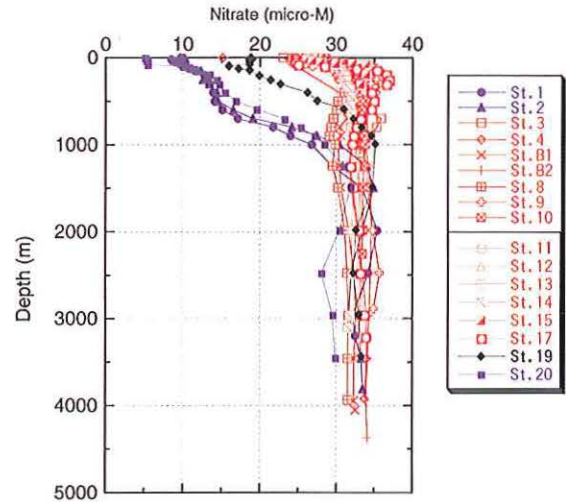 Nitrate (micro-M)
0 10 20 30 40
0
1000
2000
3000
4000
5000
Depth (m)
St.1
St.2
St.3
St.4
St.B1
St.B2
St.8
St.9
St.10
St.11
St.12
St.13
St.14
St.15
St.17
St.19
St.20